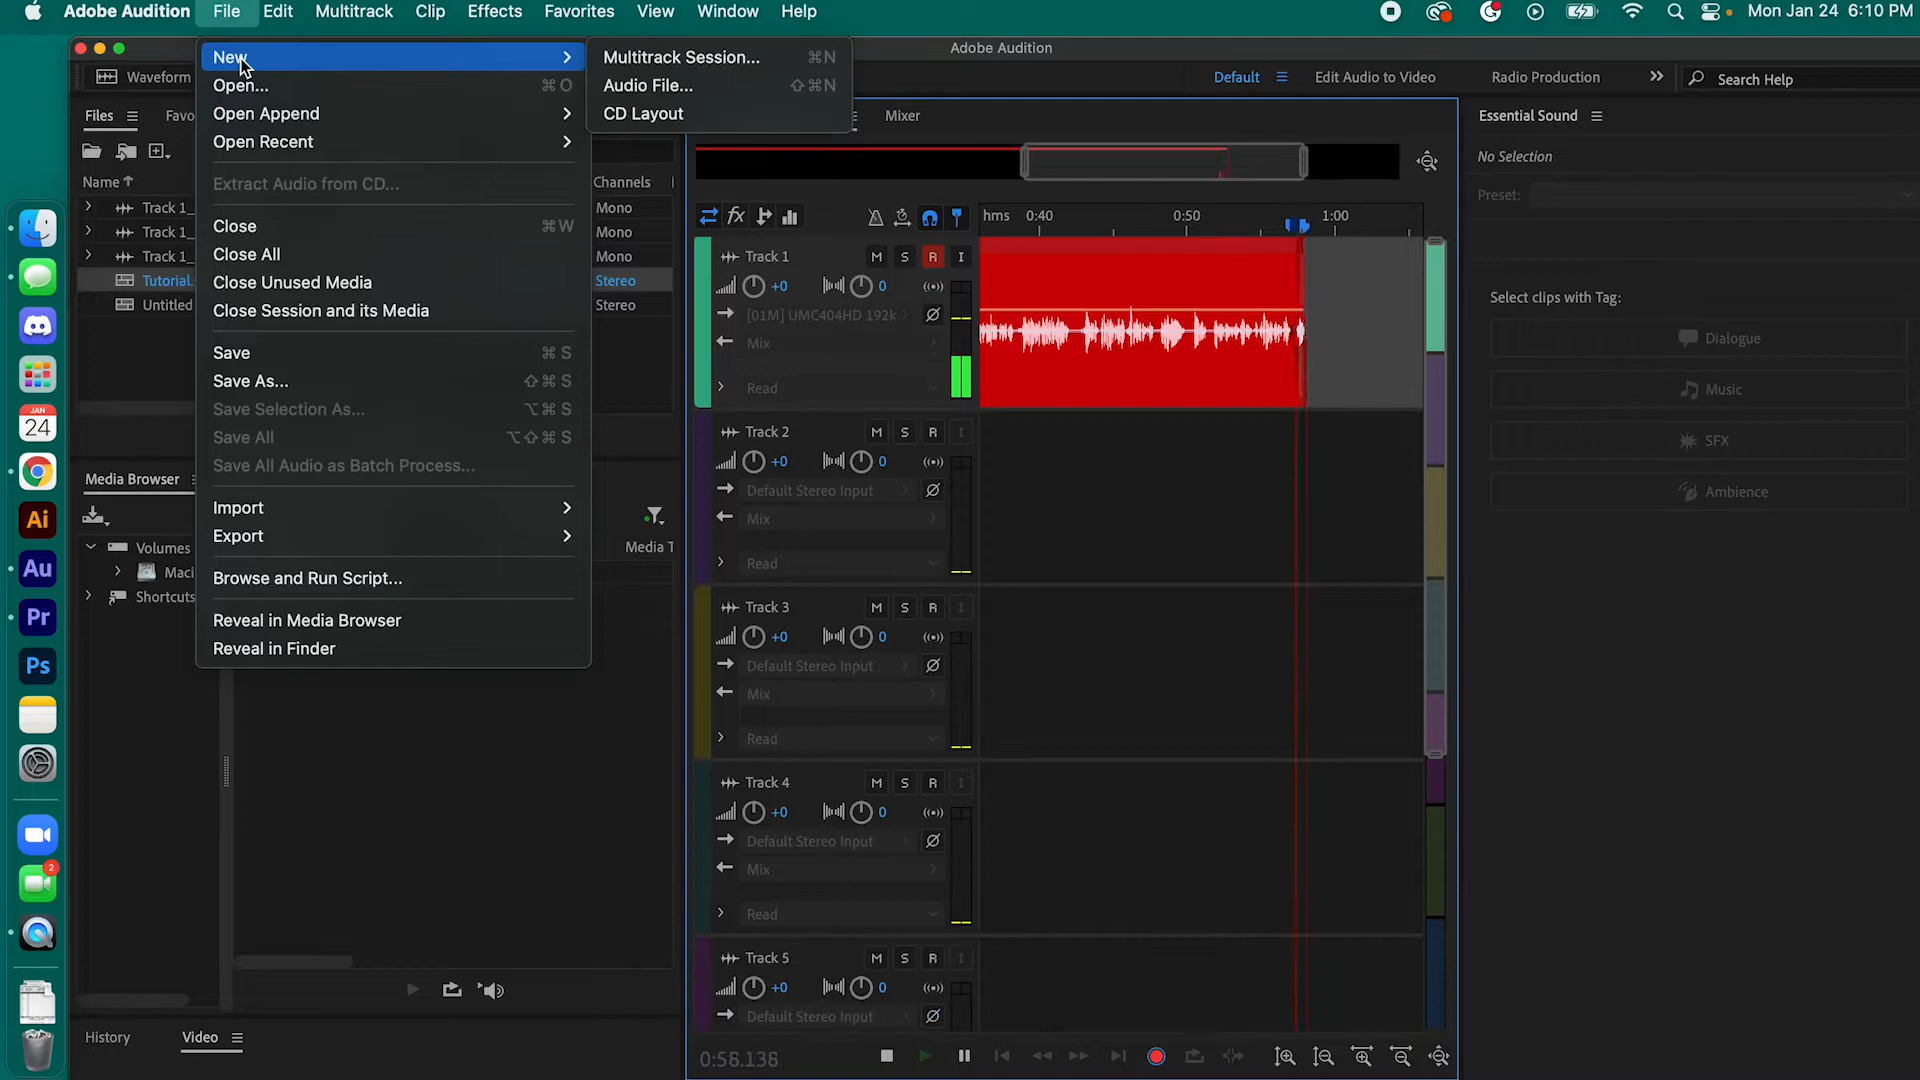 Adobe Audition File Edit Multitrack Clip Effects Favorites View Window Help Mon Jan 24 6:10 PM
Adobe Audition
Waveform
Default Edit Audio to Video Radio Production Search Help
Files Favo
Name
Channels
Track 1_ Mono
Track 1_ Mono
Track 1_ Mono
Tutorial. Stereo
Untitled Stereo
New
Open... ⌘ O
Open Append
Open Recent
Extract Audio from CD...
Close ⌘ W
Close All
Close Unused Media
Close Session and its Media
Save ⌘ S
Save As... ⇧ ⌘ S
Save Selection As... ⌥ ⌘ S
Save All ⌥ ⇧ ⌘ S
Save All Audio as Batch Process...
Import
Export
Browse and Run Script...
Reveal in Media Browser
Reveal in Finder
Multitrack Session... ⌘N
Audio File... ⇧⌘N
CD Layout
Media Browser
Media T
Volumes
Maci
Shortcuts
History Video
Mixer
fx
hms 0:40 0:50 1:00
Track 1 M S R I
+0 0
[01M] UMC404HD 192k
Mix
Read
Track 2 M S R I
+0 0
Default Stereo Input
Mix
Read
Track 3 M S R I
+0 0
Default Stereo Input
Mix
Read
Track 4 M S R I
+0 0
Default Stereo Input
Mix
Read
Track 5 M S R I
+0 0
Default Stereo Input
0:56.136
Essential Sound
No Selection
Preset:
Select clips with Tag:
Dialogue
Music
SFX
Ambience
JAN
24
Ai
Au
Pr
Ps
2